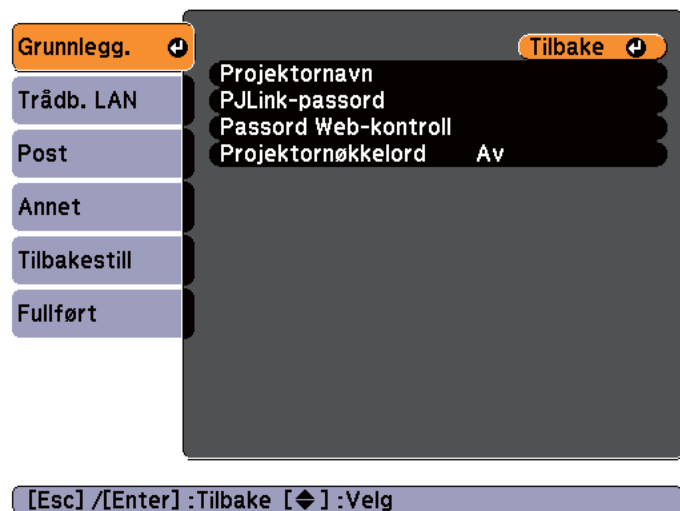 Grunnlegg.
Trådb. LAN
Post
Annet
Tilbakestill
Fullført
Tilbake
Projektornavn
PJLink-passord
Passord Web-kontroll
Projektornøkkelord Av
[Esc] /[Enter] :Tilbake [◆] :Velg